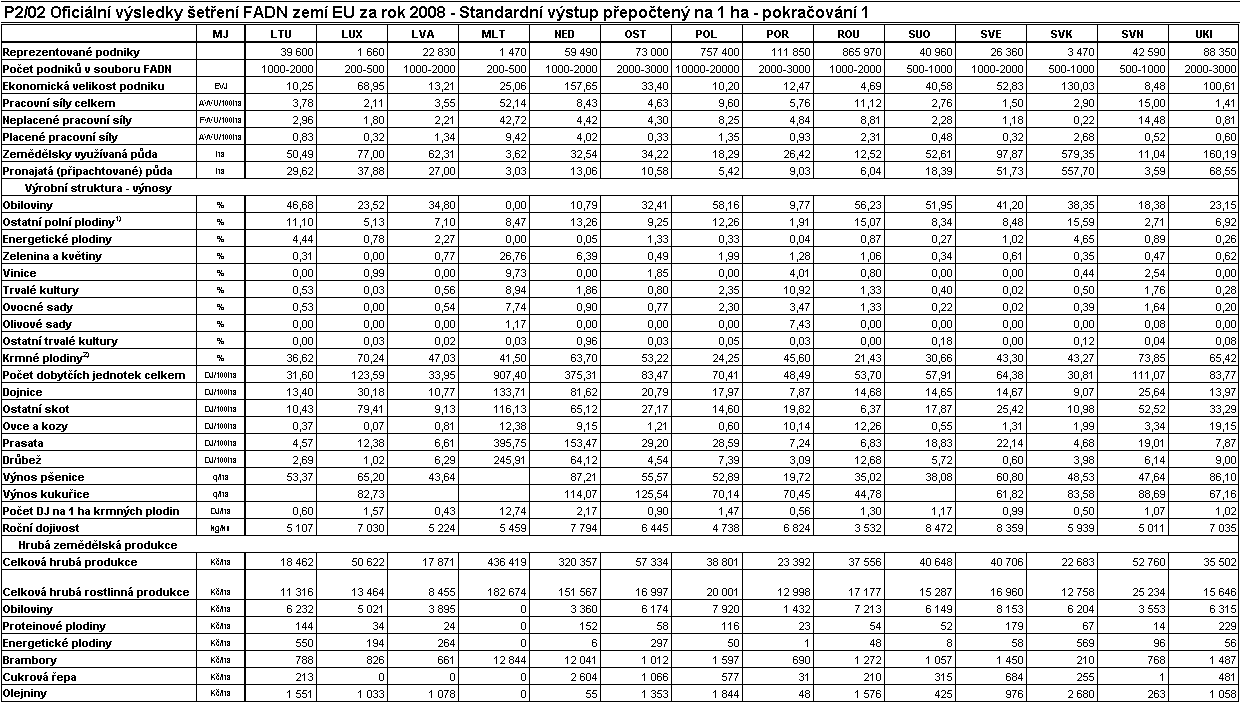 P2/02 Oficiální výsledky šetření FADN zemí EU za rok 2008 - Standardní výstup přepočtený na 1 ha - pokračování 1
MJ LTU LUX LVA MLT NED OST POL POR ROU SUO SVE SVK SVN UKI
Reprezentované podniky 39 600 1 660 22 830 1 470 59 490 73 000 757 400 111 850 865 970 40 960 26 360 3 470 42 590 88 350
Počet podniků v souboru FADN 1000-2000 200-500 1000-2000 200-500 1000-2000 2000-3000 10000-20000 2000-3000 1000-2000 500-1000 1000-2000 500-1000 500-1000 2000-3000
Ekonomická velikost podniku EVJ 10,25 68,95 13,21 25,06 157,65 33,40 10,20 12,47 4,69 40,58 52,83 130,03 8,48 100,61
Pracovní síly celkem AWU/100ha 3,78 2,11 3,55 52,14 8,43 4,63 9,60 5,76 11,12 2,76 1,50 2,90 15,00 1,41
Neplacené pracovní síly FWU/100ha 2,96 1,80 2,21 42,72 4,42 4,30 8,25 4,84 8,81 2,28 1,18 0,22 14,48 0,81
Placené pracovní síly AWU/100ha 0,83 0,32 1,34 9,42 4,02 0,33 1,35 0,93 2,31 0,48 0,32 2,68 0,52 0,60
Zemědělsky využívaná půda ha 50,49 77,00 62,31 3,62 32,54 34,22 18,29 26,42 12,52 52,61 97,87 579,35 11,04 160,19
Pronajatá (připachtované) půda ha 29,62 37,88 27,00 3,03 13,06 10,58 5,42 9,03 6,04 18,39 51,73 557,70 3,59 68,55
Výrobní struktura - výnosy
Obiloviny % 46,68 23,52 34,80 0,00 10,79 32,41 58,16 9,77 56,23 51,95 41,20 38,35 18,38 23,15
Ostatní polní plodiny1) % 11,10 5,13 7,10 8,47 13,26 9,25 12,26 1,91 15,07 8,34 8,48 15,59 2,71 6,92
Energetické plodiny % 4,44 0,78 2,27 0,00 0,05 1,33 0,33 0,04 0,87 0,27 1,02 4,65 0,89 0,26
Zelenina a květiny % 0,31 0,00 0,77 26,76 6,39 0,49 1,99 1,28 1,06 0,34 0,61 0,35 0,47 0,62
Vinice % 0,00 0,99 0,00 9,73 0,00 1,85 0,00 4,01 0,80 0,00 0,00 0,44 2,54 0,00
Trvalé kultury % 0,53 0,03 0,56 8,94 1,86 0,80 2,35 10,92 1,33 0,40 0,02 0,50 1,76 0,28
Ovocné sady % 0,53 0,00 0,54 7,74 0,90 0,77 2,30 3,47 1,33 0,22 0,02 0,39 1,64 0,20
Olivové sady % 0,00 0,00 0,00 1,17 0,00 0,00 0,00 7,43 0,00 0,00 0,00 0,00 0,08 0,00
Ostatní trvalé kultury % 0,00 0,03 0,02 0,03 0,96 0,03 0,05 0,03 0,00 0,18 0,00 0,12 0,04 0,08
Krmné plodiny2) % 36,62 70,24 47,03 41,50 63,70 53,22 24,25 45,60 21,43 30,66 43,30 43,27 73,85 65,42
Počet dobytčích jednotek celkem DJ/100ha 31,60 123,59 33,95 907,40 375,31 83,47 70,41 48,49 53,70 57,91 64,38 30,81 111,07 83,77
Dojnice DJ/100ha 13,40 30,18 10,77 133,71 81,62 20,79 17,97 7,87 14,68 14,65 14,67 9,07 25,64 13,97
Ostatní skot DJ/100ha 10,43 79,41 9,13 116,13 65,12 27,17 14,60 19,82 6,37 17,87 25,42 10,98 52,52 33,29
Ovce a kozy DJ/100ha 0,37 0,07 0,81 12,38 9,15 1,21 0,60 10,14 12,26 0,55 1,31 1,99 3,34 19,15
Prasata DJ/100ha 4,57 12,38 6,61 395,75 153,47 29,20 28,59 7,24 6,83 18,83 22,14 4,68 19,01 7,87
Drůbež DJ/100ha 2,69 1,02 6,29 245,91 64,12 4,54 7,39 3,09 12,68 5,72 0,60 3,98 6,14 9,00
Výnos pšenice q/ha 53,37 65,20 43,64 87,21 55,57 52,89 19,72 35,02 38,08 60,80 48,53 47,64 86,10
Výnos kukuřice q/ha 82,73 114,07 125,54 70,14 70,45 44,78 61,82 83,58 88,69 67,16
Počet DJ na 1 ha krmných plodin DJ/ha 0,60 1,57 0,43 12,74 2,17 0,90 1,47 0,56 1,30 1,17 0,99 0,50 1,07 1,02
Roční dojivost kg/ks 5 107 7 030 5 224 5 459 7 794 6 445 4 738 6 824 3 532 8 472 8 359 5 939 5 011 7 035
Hrubá zemědělská produkce
Celková hrubá produkce Kč/ha 18 462 50 622 17 871 436 419 320 357 57 334 38 801 23 392 37 556 40 648 40 706 22 683 52 760 35 502
Celková hrubá rostlinná produkce Kč/ha 11 316 13 464 8 455 182 674 151 567 16 997 20 001 12 998 17 177 15 287 16 960 12 758 25 234 15 646
Obiloviny Kč/ha 6 232 5 021 3 895 0 3 360 6 174 7 920 1 432 7 213 6 149 8 153 6 204 3 553 6 315
Proteinové plodiny Kč/ha 144 34 24 0 152 58 116 23 54 52 179 67 14 229
Energetické plodiny Kč/ha 550 194 264 0 6 297 50 1 48 8 58 569 96 56
Brambory Kč/ha 788 826 661 12 844 12 041 1 012 1 597 690 1 272 1 057 1 450 210 768 1 487
Cukrová řepa Kč/ha 213 0 0 0 2 604 1 066 577 31 210 315 684 255 1 481
Olejniny Kč/ha 1 551 1 033 1 078 0 55 1 353 1 844 48 1 576 425 976 2 680 263 1 058